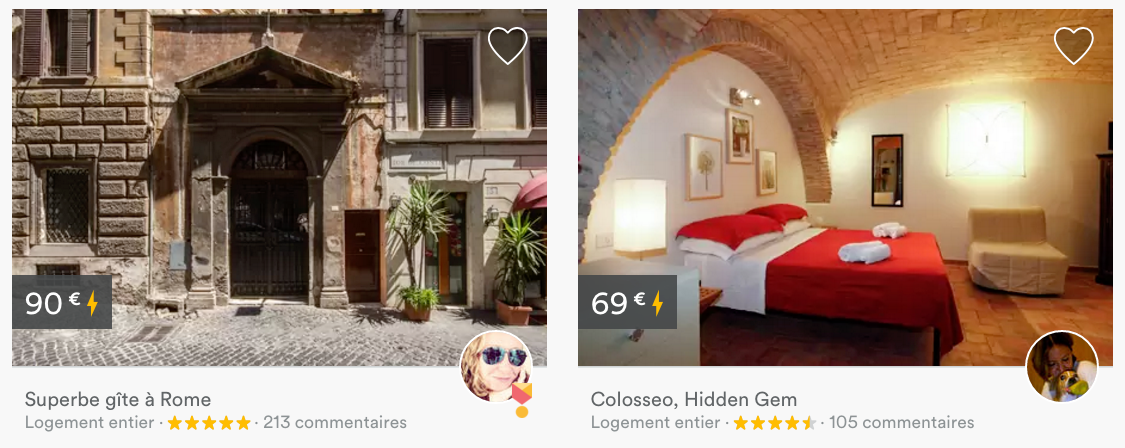 90 €
Superbe gîte à Rome
Logement entier · 213 commentaires
69 €
Colosseo, Hidden Gem
Logement entier · 105 commentaires